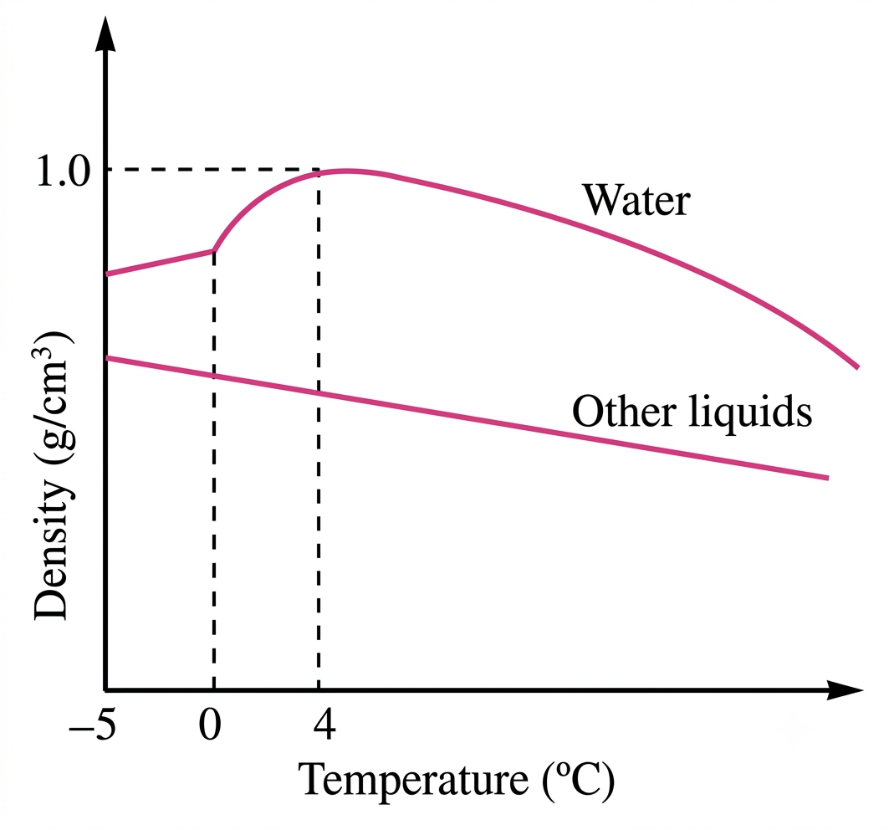 1.0
Water
Other liquids
Density (g/cm³)
–5 0 4
Temperature (ºC)